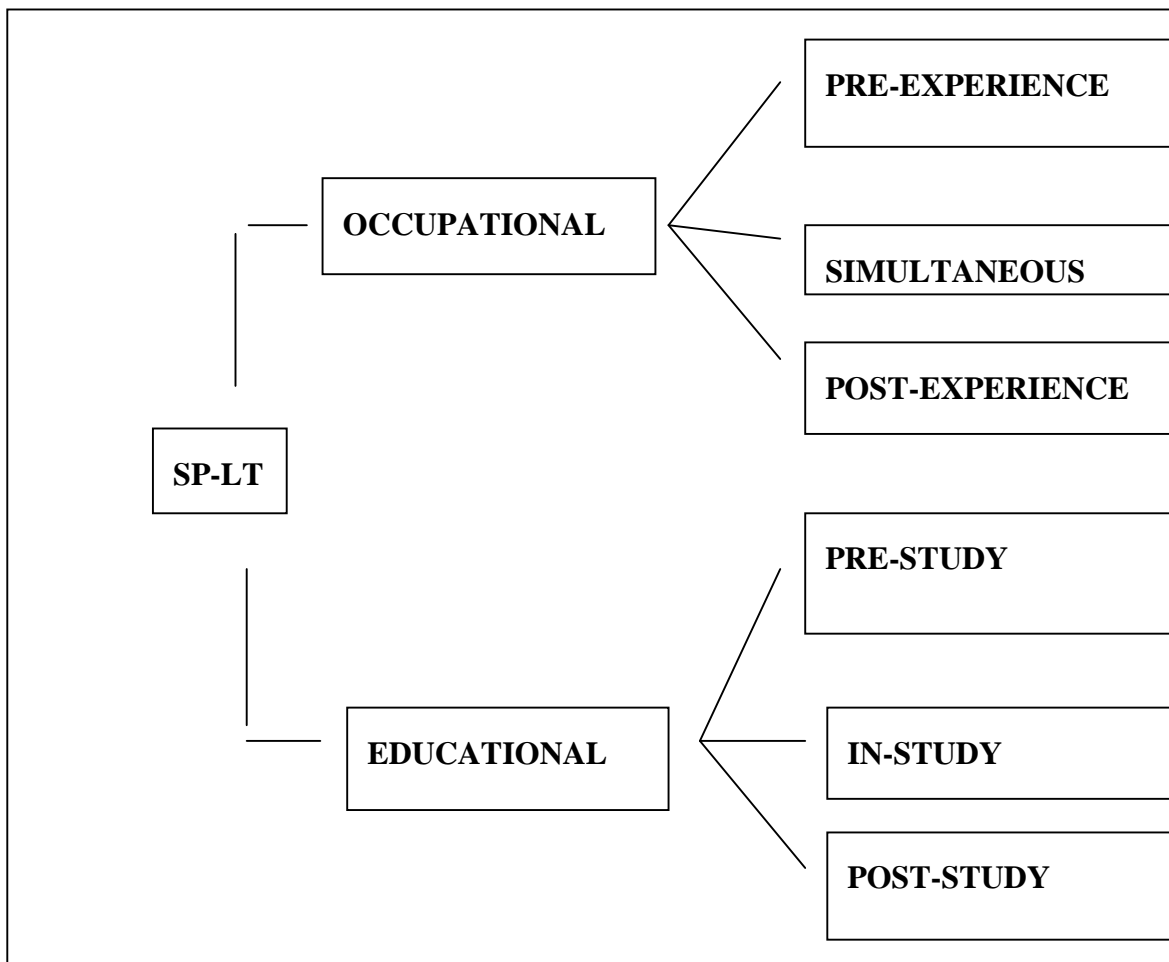 PRE-EXPERIENCE
OCCUPATIONAL
SIMULTANEOUS
POST-EXPERIENCE
SP-LT
PRE-STUDY
EDUCATIONAL
IN-STUDY
POST-STUDY